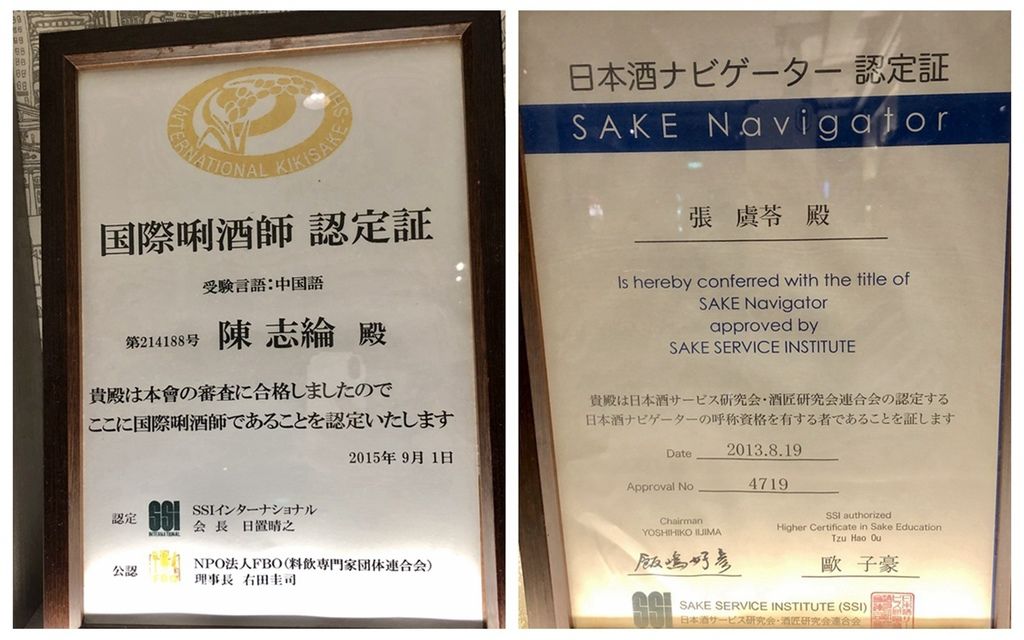 INTERNATIONAL KIKISAKE-SHI
国際唎酒師 認定証
受験言語:中国語
第214188号 陳 志綸 殿
貴殿は本會の審査に合格しましたので
ここに国際唎酒師であることを認定いたします
2015年 9月 1日
認定 SSI INTERNATIONAL SSIインターナショナル
会 長 日置晴之
公認 FBO NPO法人FBO(料飲専門家団体連合会)
理事長 右田圭司
日本酒ナビゲーター 認定証
SAKE Navigator
張 虞苓 殿
Is hereby conferred with the title of
SAKE Navigator
approved by
SAKE SERVICE INSTITUTE
貴殿は日本酒サービス研究会・酒匠研究会連合会の認定する
日本酒ナビゲーターの呼称資格を有する者であることを証します
Date 2013.8.19
Approval No 4719
Chairman
YOSHIHIKO IIJIMA
飯嶋好彦
SSI authorized
Higher Certificate in Sake Education
Tzu Hao Ou
歐 子豪
SSI SAKE SERVICE INSTITUTE (SSI)
日本酒サービス研究会・酒匠研究会連合会